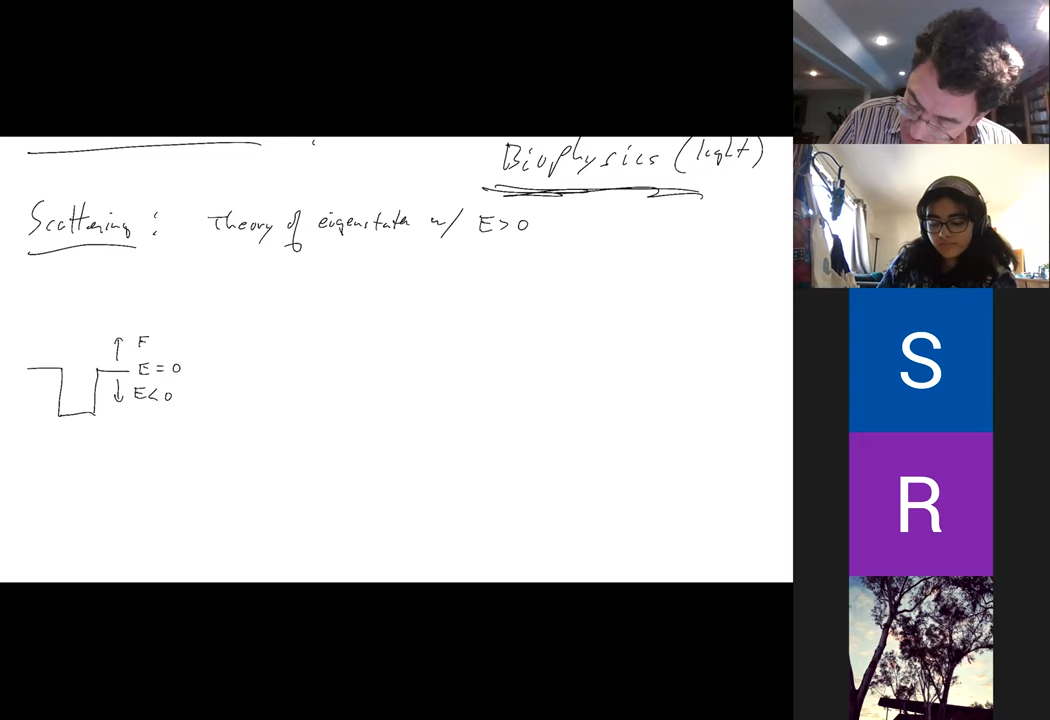 Biophysics (light)
Scattering: Theory of eigenstates w/ E > 0
↑ E
E = 0
↓ E < 0
S
R